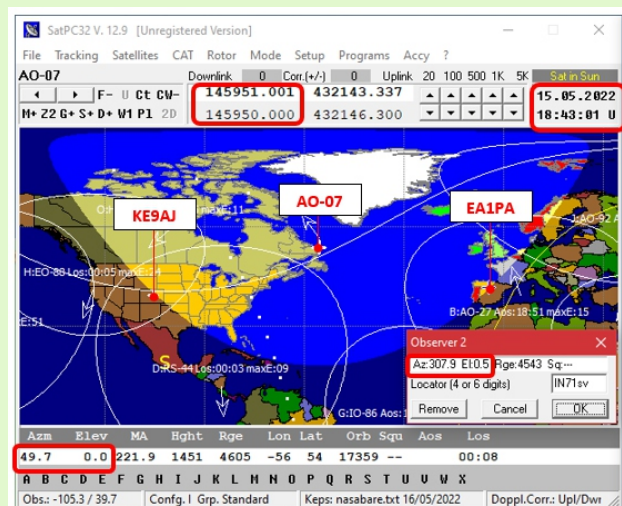 SatPC32 V. 12.9 [Unregistered Version]
File Tracking Satellites CAT Rotor Mode Setup Programs Accy ?
AO-07 Downlink 0 Corr.(+/-) 0 Uplink 20 100 500 1K 5K Sat in Sun
F- U Ct CW- 145951.001 432143.337 15.05.2022
M+ Z2 G+ S+ D+ W1 P1 2D 145950.000 432146.300 18:43:01 U
AO-07
KE9AJ
EA1PA
maxE:11
J:AO-92
H:EO-88 Los:00:05 maxE:24
E:51
B:AO-27 Aos:18:51 maxE:15
Observer 2
Az:307.9 El:0.5 Rge:4543 Sq:---
Locator (4 or 6 digits) IN71sv
Remove Cancel OK
S
D:RS-44 Los:00:03 maxE:09
G:IO-86 Aos:
Azm Elev MA Hght Rge Lon Lat Orb Squ Aos Los
49.7 0.0 221.9 1451 4605 -56 54 17359 -- 00:08
A B C D E F G H I J K L M N O P Q R S T U V W X
Obs.: -105.3 / 39.7 Confg. I Grp. Standard Keps: nasabare.txt 16/05/2022 Doppl.Corr.: Upl/Dwn